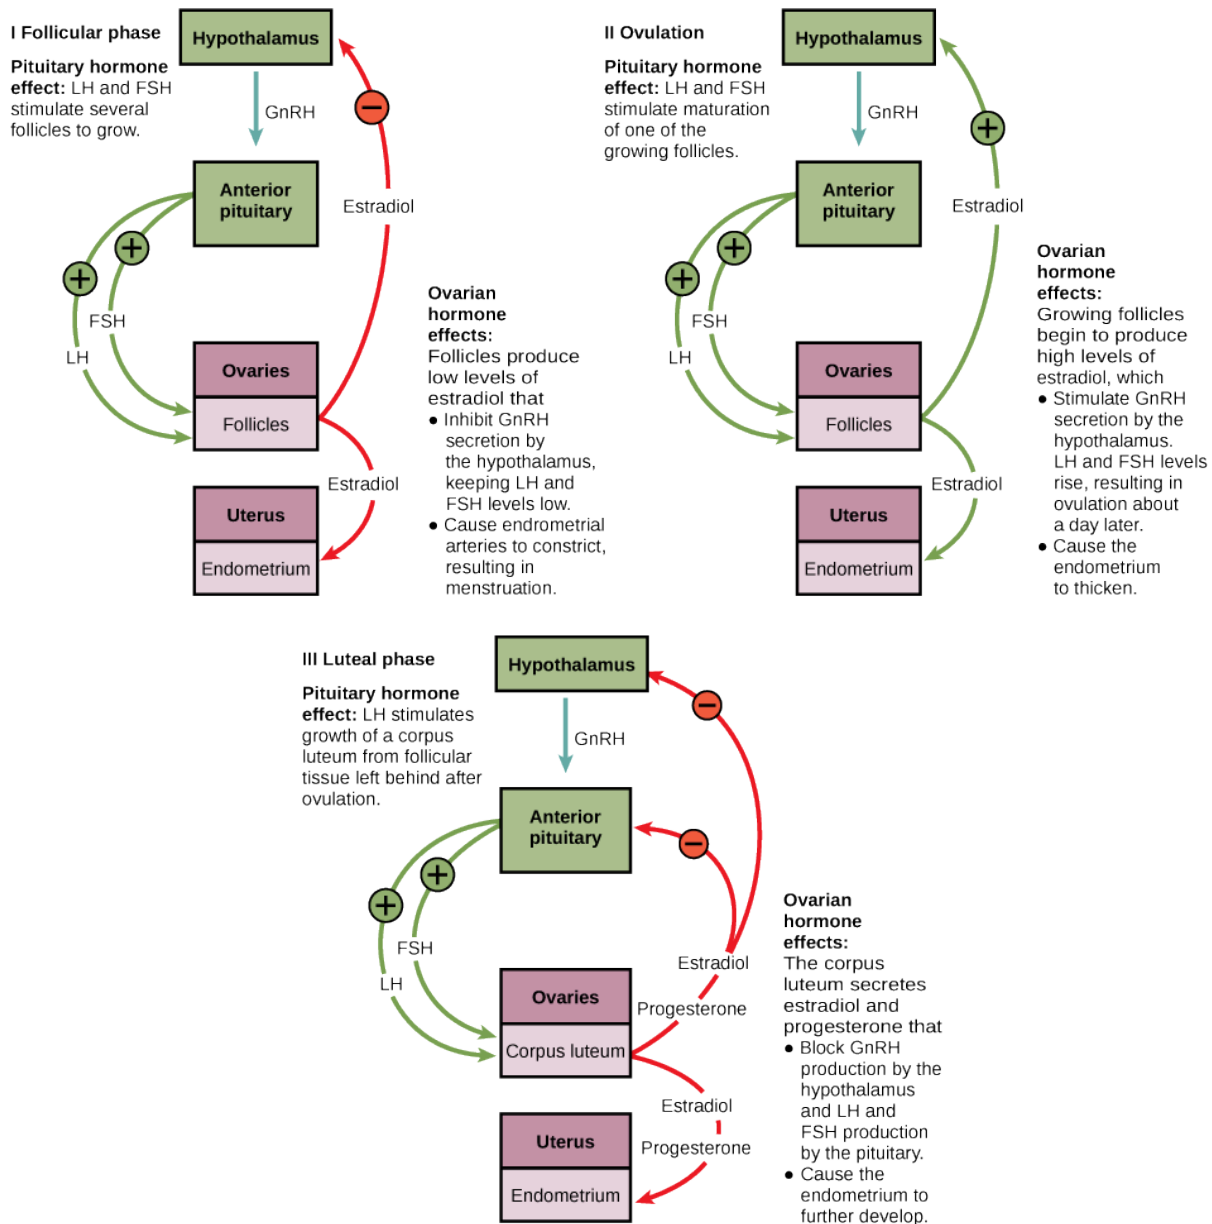 I Follicular phase
Pituitary hormone
effect: LH and FSH
stimulate several
follicles to grow.
Hypothalamus
GnRH
Anterior
pituitary
Estradiol
FSH
LH
Ovaries
Follicles
Estradiol
Uterus
Endometrium
Ovarian
hormone
effects:
Follicles produce
low levels of
estradiol that
● Inhibit GnRH
secretion by
the hypothalamus,
keeping LH and
FSH levels low.
● Cause endrometrial
arteries to constrict,
resulting in
menstruation.
II Ovulation
Pituitary hormone
effect: LH and FSH
stimulate maturation
of one of the
growing follicles.
Hypothalamus
GnRH
Anterior
pituitary
Estradiol
FSH
LH
Ovaries
Follicles
Estradiol
Uterus
Endometrium
Ovarian
hormone
effects:
Growing follicles
begin to produce
high levels of
estradiol, which
● Stimulate GnRH
secretion by the
hypothalamus.
LH and FSH levels
rise, resulting in
ovulation about
a day later.
● Cause the
endometrium
to thicken.
III Luteal phase
Pituitary hormone
effect: LH stimulates
growth of a corpus
luteum from follicular
tissue left behind after
ovulation.
Hypothalamus
GnRH
Anterior
pituitary
FSH
LH
Estradiol
Progesterone
Ovaries
Corpus luteum
Estradiol
Progesterone
Uterus
Endometrium
Ovarian
hormone
effects:
The corpus
luteum secretes
estradiol and
progesterone that
● Block GnRH
production by the
hypothalamus
and LH and
FSH production
by the pituitary.
● Cause the
endometrium to
further develop.